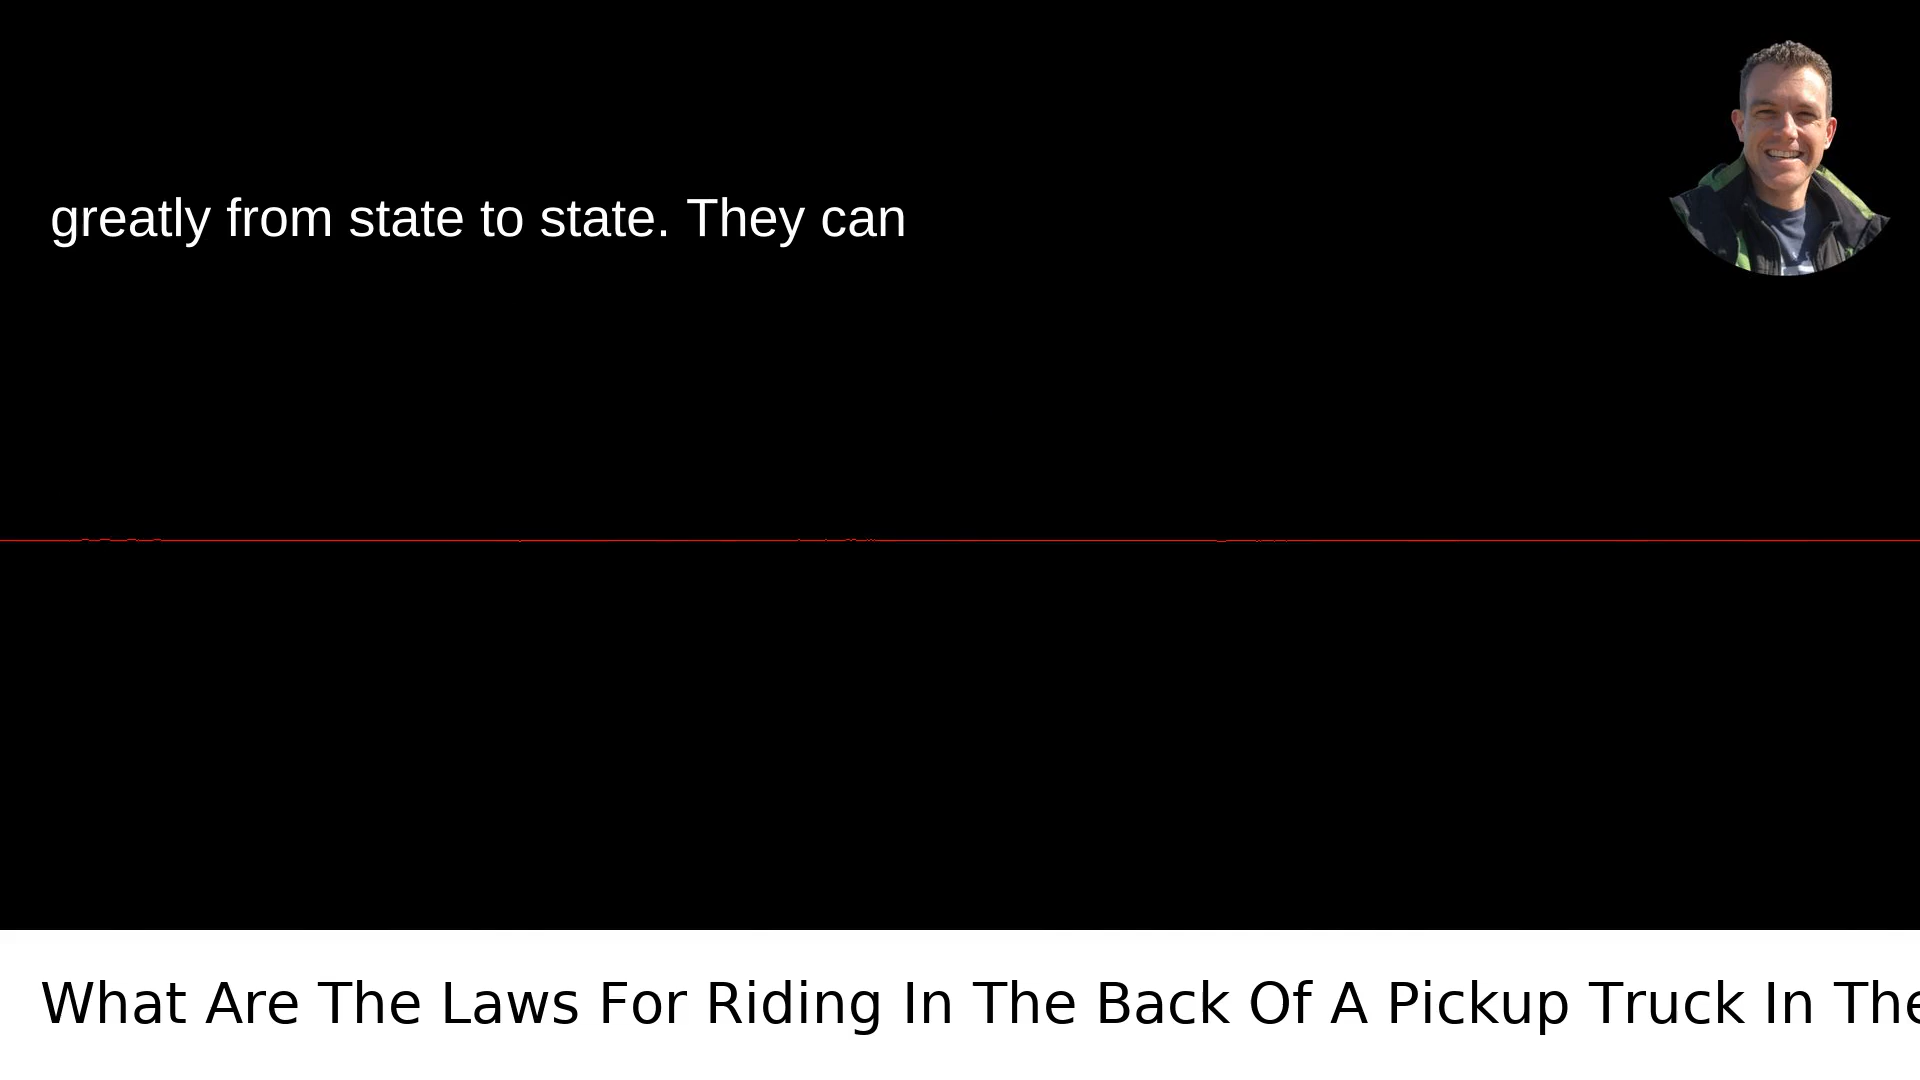 greatly from state to state. They can
What Are The Laws For Riding In The Back Of A Pickup Truck In The